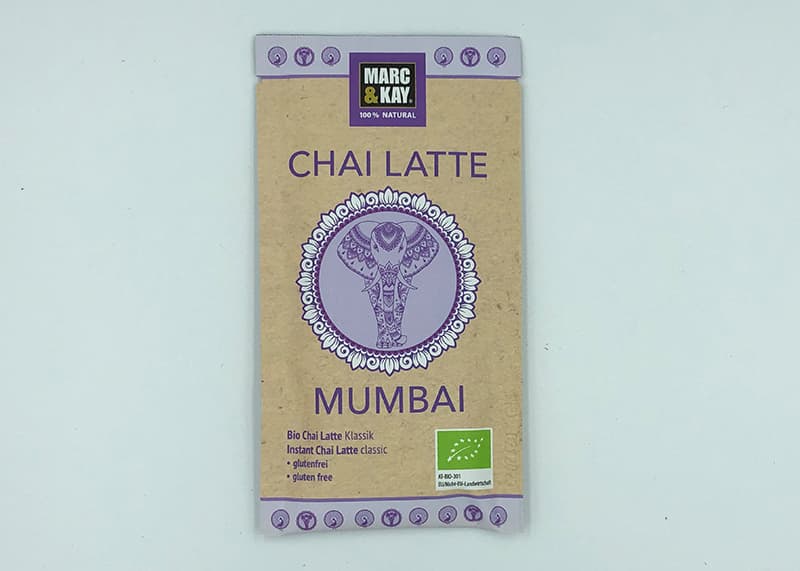 MARC
& KAY®
100% NATURAL
CHAI LATTE
MUMBAI
Bio Chai Latte Klassik
Instant Chai Latte classic
• glutenfrei
• gluten free
AT-BIO-301
EU/Nicht-EU-Landwirtschaft